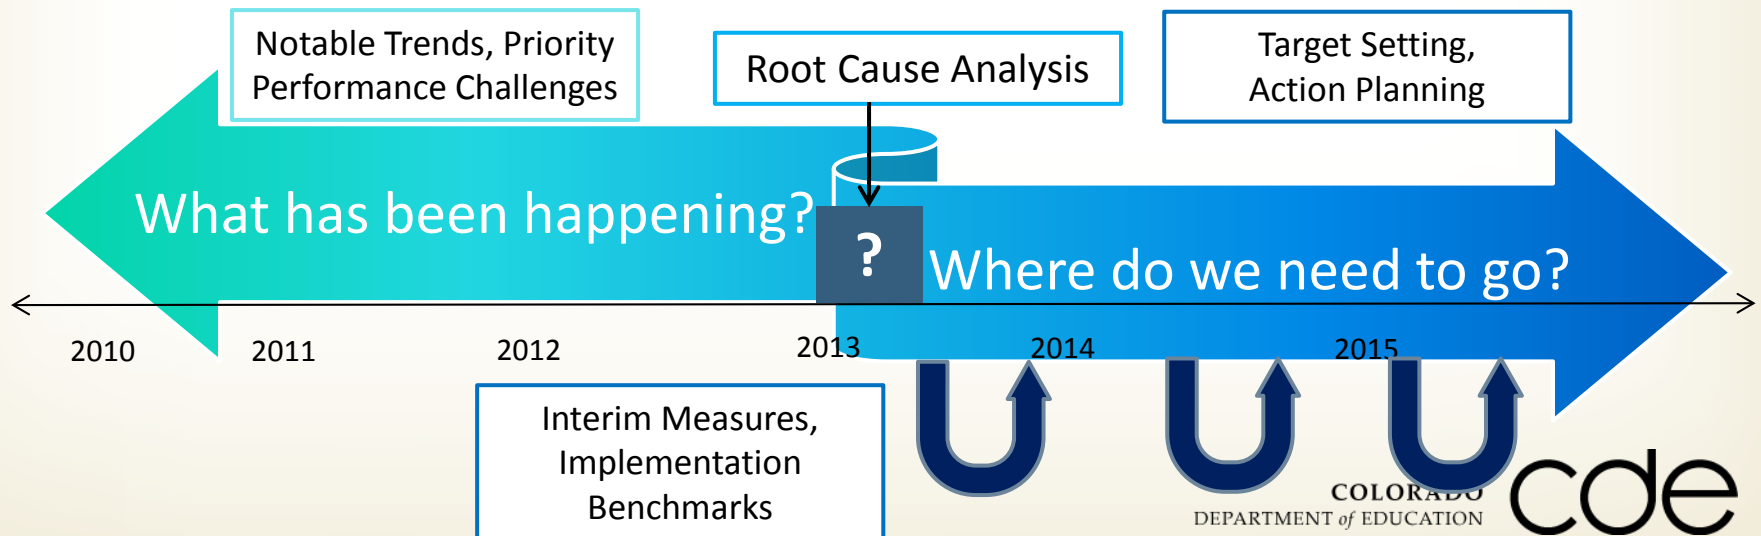 Notable Trends, Priority
Performance Challenges
Root Cause Analysis
Target Setting,
Action Planning
What has been happening?
?
Where do we need to go?
2010
2011
2012
2013
2014
2015
Interim Measures,
Implementation
Benchmarks
COLORADO
DEPARTMENT of EDUCATION
cde